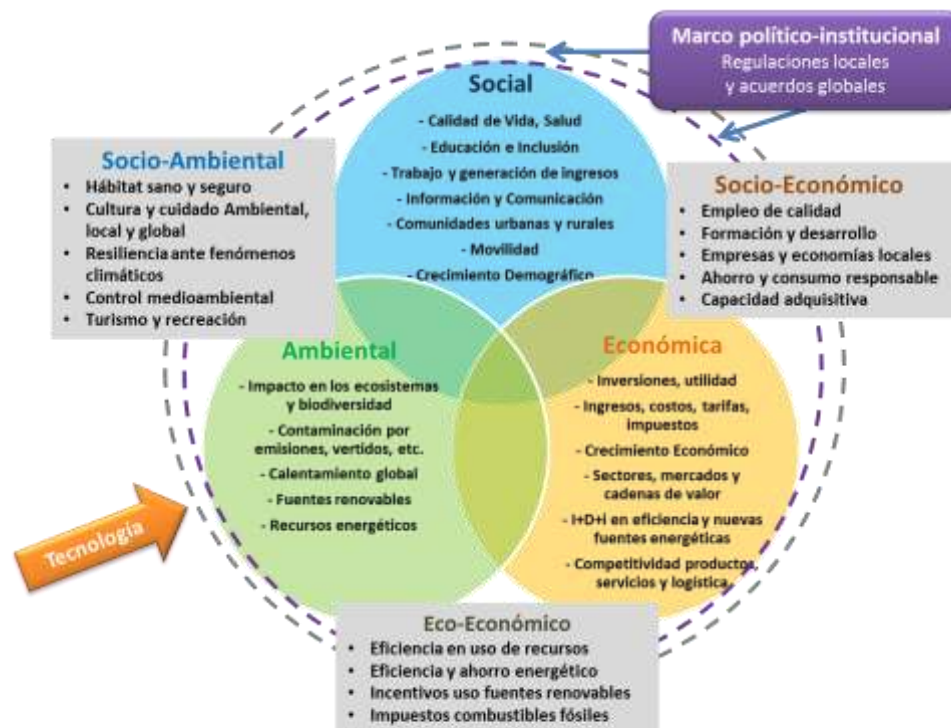 Marco político-institucional
Regulaciones locales
y acuerdos globales
Social
- Calidad de Vida, Salud
- Educación e Inclusión
- Trabajo y generación de ingresos
- Información y Comunicación
- Comunidades urbanas y rurales
- Movilidad
- Crecimiento Demográfico
Socio-Ambiental
• Hábitat sano y seguro
• Cultura y cuidado Ambiental,
local y global
• Resiliencia ante fenómenos
climáticos
• Control medioambiental
• Turismo y recreación
Socio-Económico
• Empleo de calidad
• Formación y desarrollo
• Empresas y economías locales
• Ahorro y consumo responsable
• Capacidad adquisitiva
Ambiental
- Impacto en los ecosistemas
y biodiversidad
- Contaminación por
emisiones, vertidos, etc.
- Calentamiento global
- Fuentes renovables
- Recursos energéticos
Económica
- Inversiones, utilidad
- Ingresos, costos, tarifas,
impuestos
- Crecimiento Económico
- Sectores, mercados y
cadenas de valor
- I+D+i en eficiencia y nuevas
fuentes energéticas
- Competitividad productos,
servicios y logística,
Tecnología
Eco-Económico
• Eficiencia en uso de recursos
• Eficiencia y ahorro energético
• Incentivos uso fuentes renovables
• Impuestos combustibles fósiles